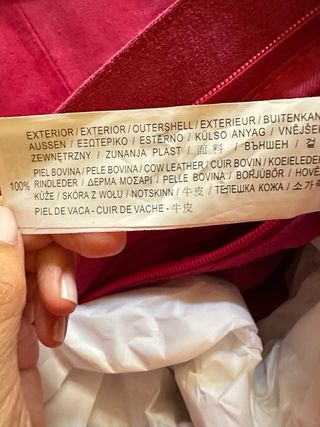 EXTERIOR / EXTERIOR / OUTERSHELL / EXTERIEUR / BUITENKAN
AUSSEN / ΕΞΩΤΕΡΙΚΟ / ESTERNO / KÜLSO ANYAG / VNĚJŠE
ZEWNĘTRZNY / ZUNANJA PLAST / 面料 / ВЪНШЕН / 겉
PIEL BOVINA / PELE BOVINA / COW LEATHER / CUIR BOVIN / KOEIELEDER
100% RINDLEDER / ΔΕΡΜΑ ΜΟΣΑΡΙ / PELLE BOVINA / BORJÚBŐR / HOVĚ
KŮŽE / SKÓRA Z WOŁU / NOTSKINN / 牛皮 / ТЕЛЕШКА КОЖА / 소가
PIEL DE VACA - CUIR DE VACHE - 牛皮